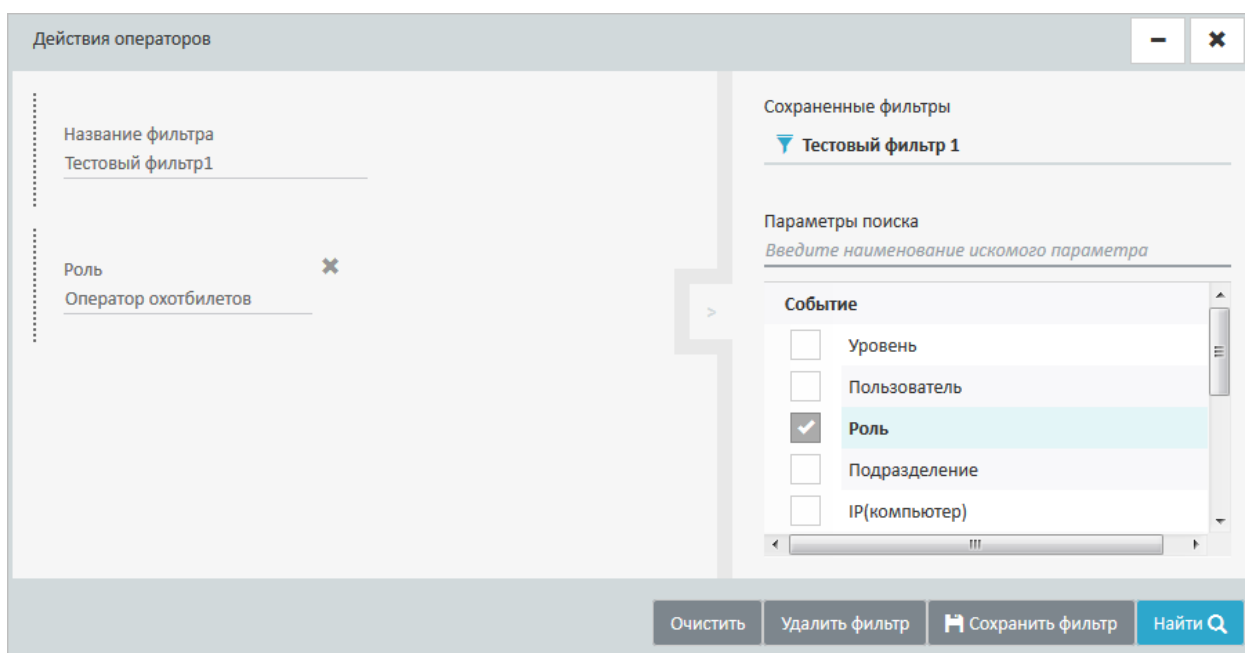 Действия операторов
Название фильтра
Тестовый фильтр1
Роль
Оператор охотбилетов
>
Сохраненные фильтры
Тестовый фильтр 1
Параметры поиска
Введите наименование искомого параметра
Событие
Уровень
Пользователь
Роль
Подразделение
IP(компьютер)
Очистить
Удалить фильтр
Сохранить фильтр
Найти